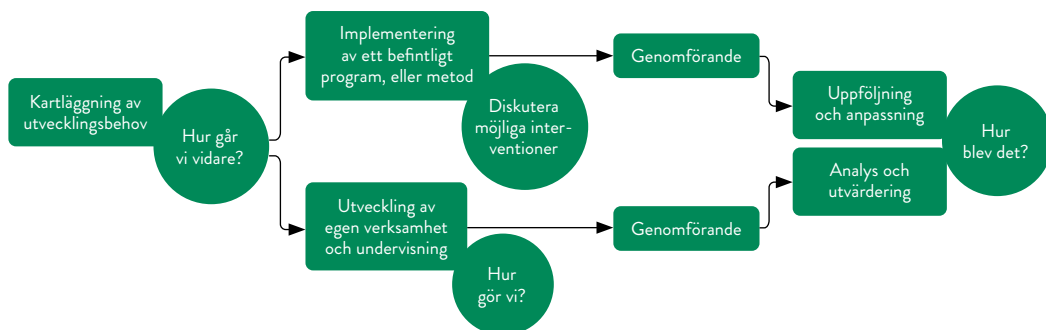 Kartläggning av
utvecklingsbehov
Hur går
vi vidare?
Implementering
av ett befintligt
program, eller metod
Diskutera
möjliga inter-
ventioner
Genomförande
Uppföljning
och anpassning
Hur
blev det?
Utveckling av
egen verksamhet
och undervisning
Hur
gör vi?
Genomförande
Analys och
utvärdering